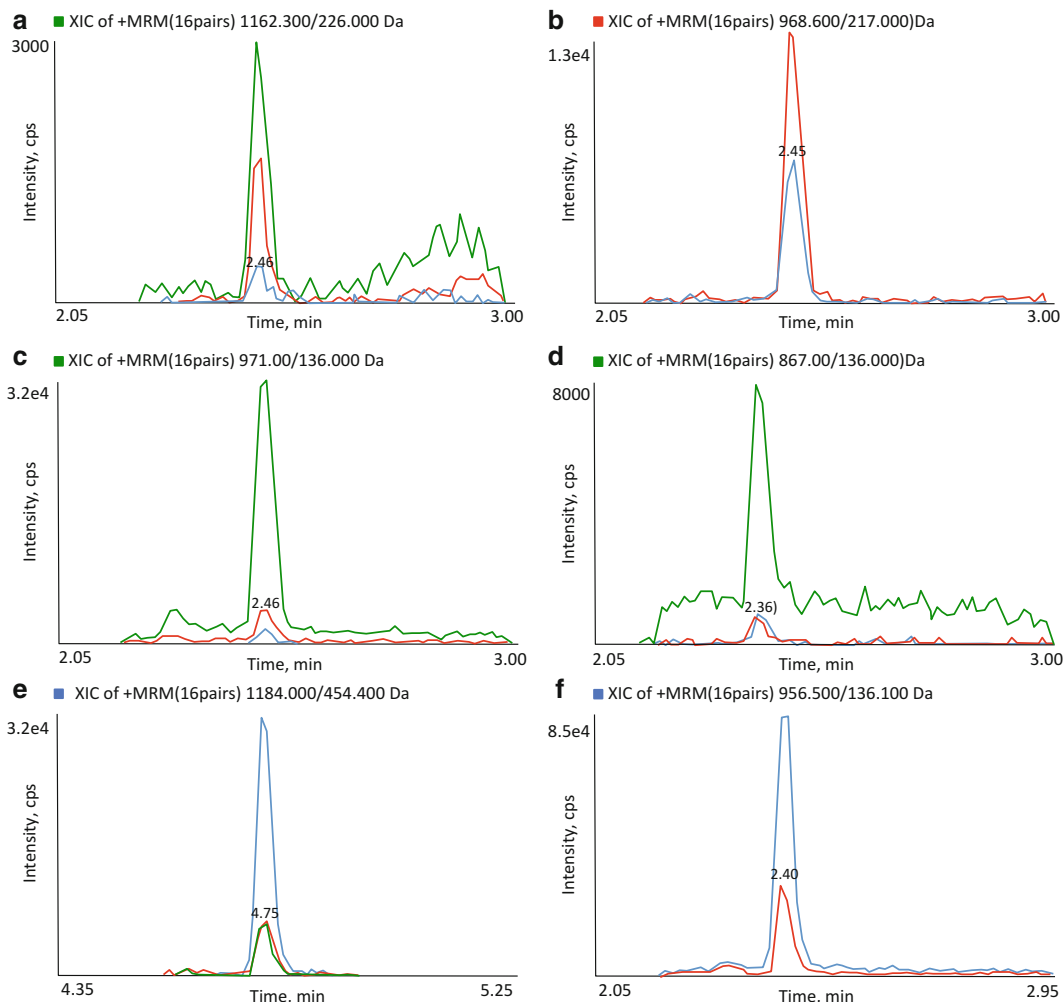 a XIC of +MRM(16pairs) 1162.300/226.000 Da
3000
Intensity, cps
2.46
2.05
Time, min
3.00
b XIC of +MRM(16pairs) 968.600/217.000)Da
1.3e4
Intensity, cps
2.45
2.05
Time, min
3.00
c XIC of +MRM(16pairs) 971.00/136.000 Da
3.2e4
Intensity, cps
2.46
2.05
Time, min
3.00
d XIC of +MRM(16pairs) 867.00/136.000)Da
8000
Intensity, cps
2.36)
2.05
Time, min
3.00
e XIC of +MRM(16pairs) 1184.000/454.400 Da
3.2e4
Intensity, cps
4.75
4.35
Time, min
5.25
f XIC of +MRM(16pairs) 956.500/136.100 Da
8.5e4
Intensity, cps
2.40
2.05
Time, min
2.95